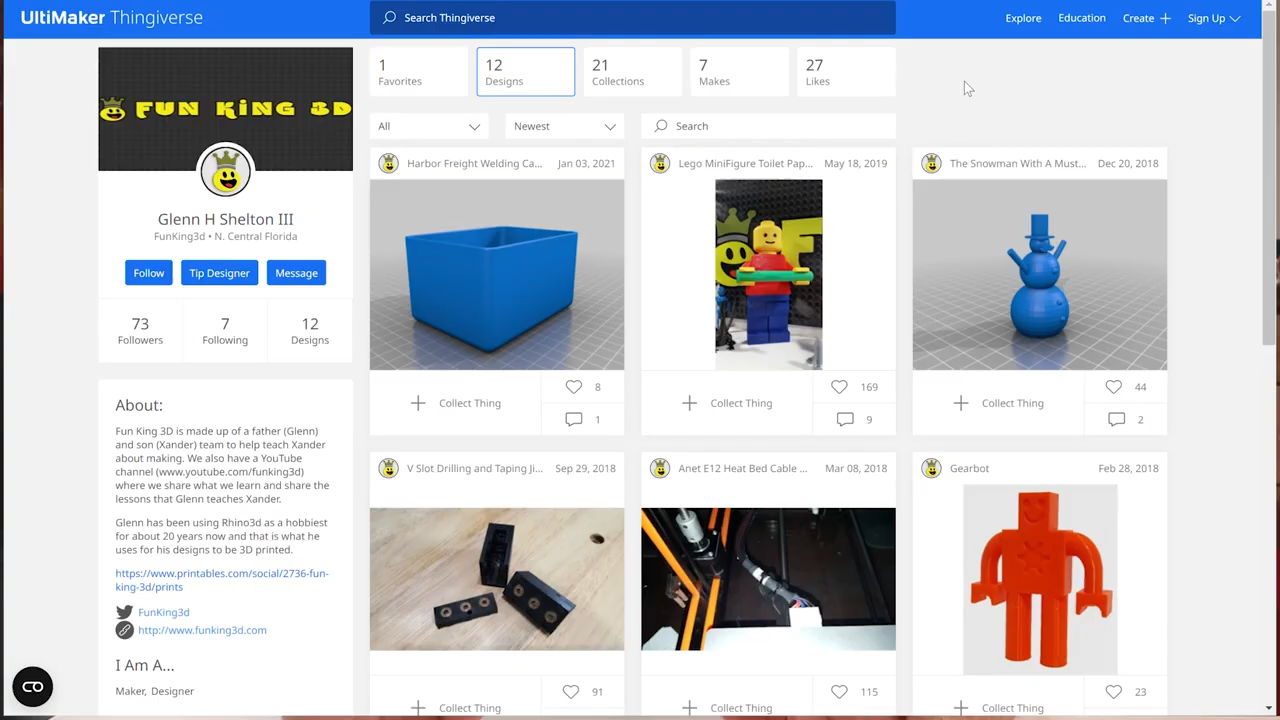 UltiMaker Thingiverse
Search Thingiverse
Explore
Education
Create
Sign Up
FUN KING 3D
Glenn H Shelton III
FunKing3d • N. Central Florida
Follow
Tip Designer
Message
73
Followers
7
Following
12
Designs
About:
Fun King 3D is made up of a father (Glenn)
and son (Xander) team to help teach Xander
about making. We also have a YouTube
channel (www.youtube.com/funking3d)
where we share what we learn and share the
lessons that Glenn teaches Xander.
Glenn has been using Rhino3d as a hobbiest
for about 20 years now and that is what he
uses for his designs to be 3D printed.
https://www.printables.com/social/2736-fun-
king-3d/prints
FunKing3d
http://www.funking3d.com
I Am A...
Maker, Designer
1
Favorites
12
Designs
21
Collections
7
Makes
27
Likes
All
Newest
Search
Harbor Freight Welding Ca...
Jan 03, 2021
Collect Thing
8
1
Lego MiniFigure Toilet Pap...
May 18, 2019
Collect Thing
169
9
The Snowman With A Must...
Dec 20, 2018
Collect Thing
44
2
V Slot Drilling and Taping Ji...
Sep 29, 2018
91
Collect Thing
Anet E12 Heat Bed Cable ...
Mar 08, 2018
115
Collect Thing
Gearbot
Feb 28, 2018
23
Collect Thing